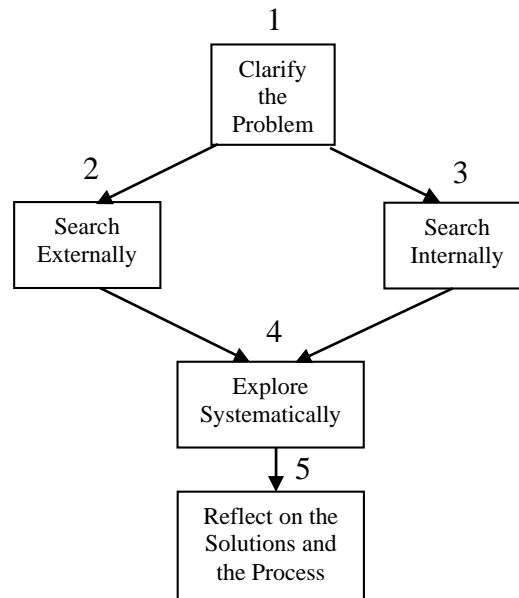 1
Clarify
the
Problem
2
3
Search
Externally
Search
Internally
4
Explore
Systematically
5
Reflect on the
Solutions and
the Process